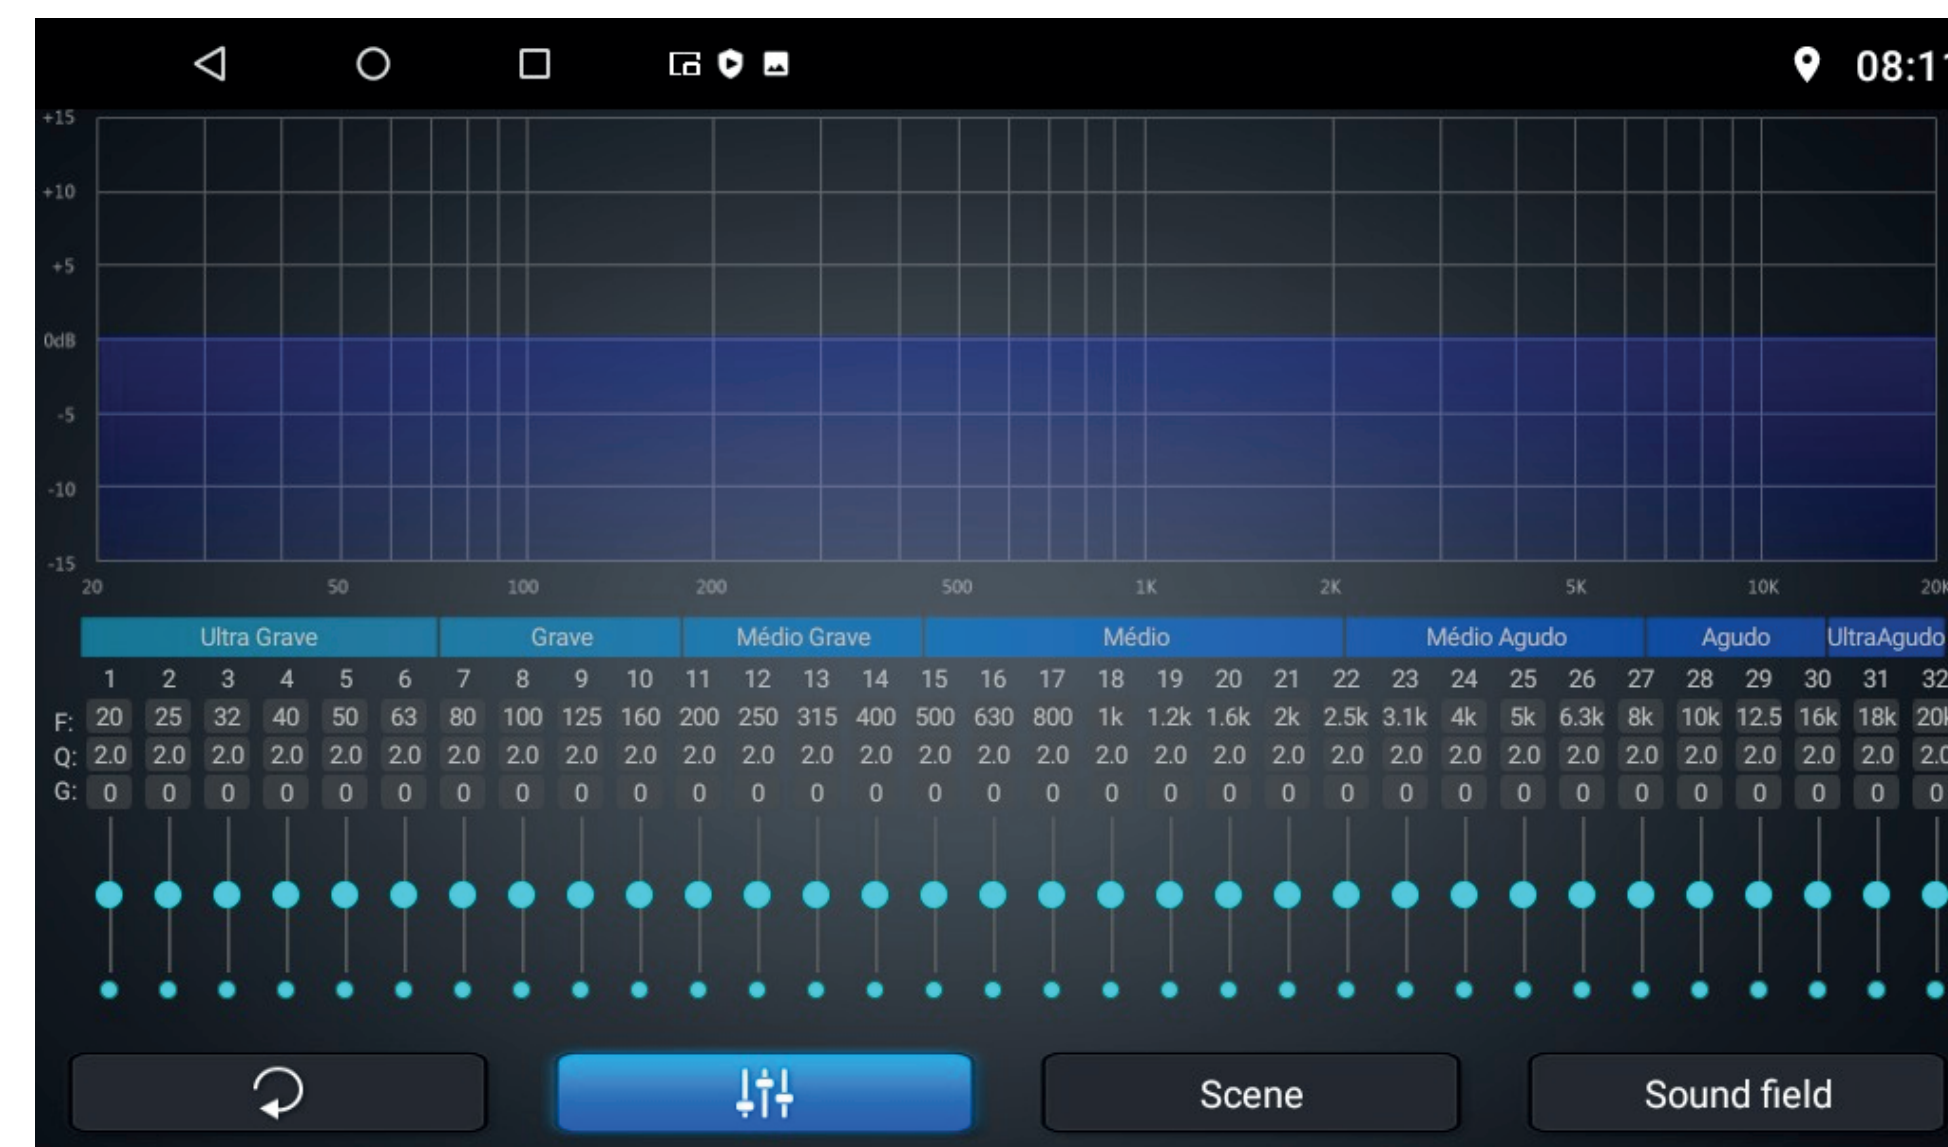 08:11
+15
+10
+5
0dB
-5
-10
-15
20 50 100 200 500 1K 2K 5K 10K 20K
Ultra Grave Grave Médio Grave Médio Médio Agudo Agudo UltraAgudo
1 2 3 4 5 6 7 8 9 10 11 12 13 14 15 16 17 18 19 20 21 22 23 24 25 26 27 28 29 30 31 32
F: 20 25 32 40 50 63 80 100 125 160 200 250 315 400 500 630 800 1k 1.2k 1.6k 2k 2.5k 3.1k 4k 5k 6.3k 8k 10k 12.5 16k 18k 20k
Q: 2.0 2.0 2.0 2.0 2.0 2.0 2.0 2.0 2.0 2.0 2.0 2.0 2.0 2.0 2.0 2.0 2.0 2.0 2.0 2.0 2.0 2.0 2.0 2.0 2.0 2.0 2.0 2.0 2.0 2.0 2.0 2.0
G: 0 0 0 0 0 0 0 0 0 0 0 0 0 0 0 0 0 0 0 0 0 0 0 0 0 0 0 0 0 0 0 0
Scene Sound field